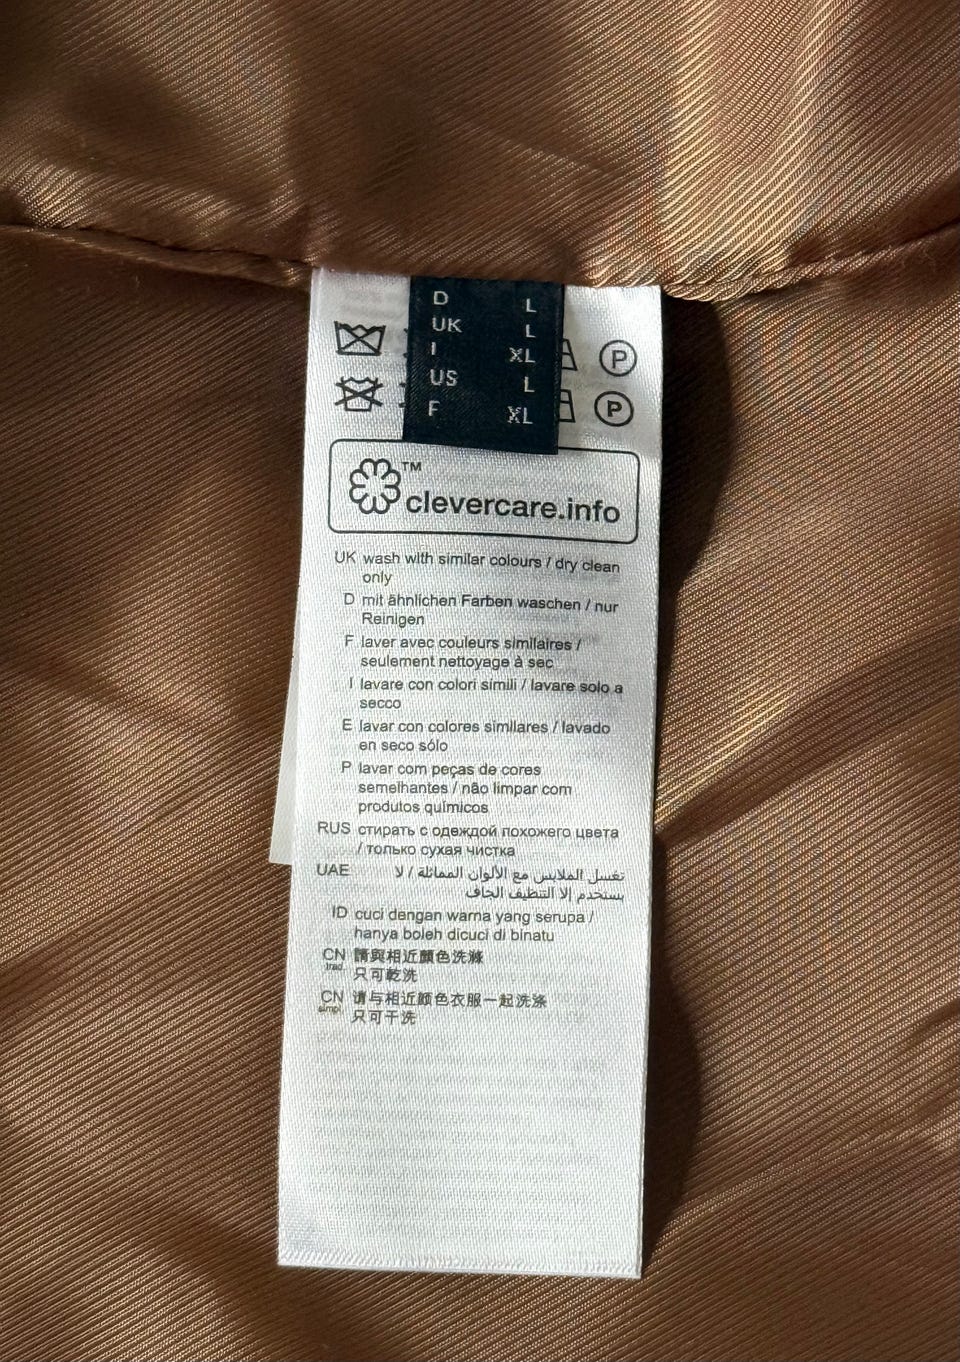 D L
UK L
I XL
US L
F XL
P
P
™
clevercare.info
UK wash with similar colours / dry clean
only
D mit ähnlichen Farben waschen / nur
Reinigen
F laver avec couleurs similaires /
seulement nettoyage à sec
I lavare con colori simili / lavare solo a
secco
E lavar con colores similares / lavado
en seco sólo
P lavar com peças de cores
semelhantes / não limpar com
produtos químicos
RUS стирать с одеждой похожего цвета
/ только сухая чистка
UAE تغسل الملابس مع الألوان المماثلة / لا
يستخدم إلا التنظيف الجاف
ID cuci dengan warna yang serupa /
hanya boleh dicuci di binatu
CN 請與相近顏色洗滌
trad. 只可乾洗
CN 请与相近颜色衣服一起洗涤
simpl. 只可干洗